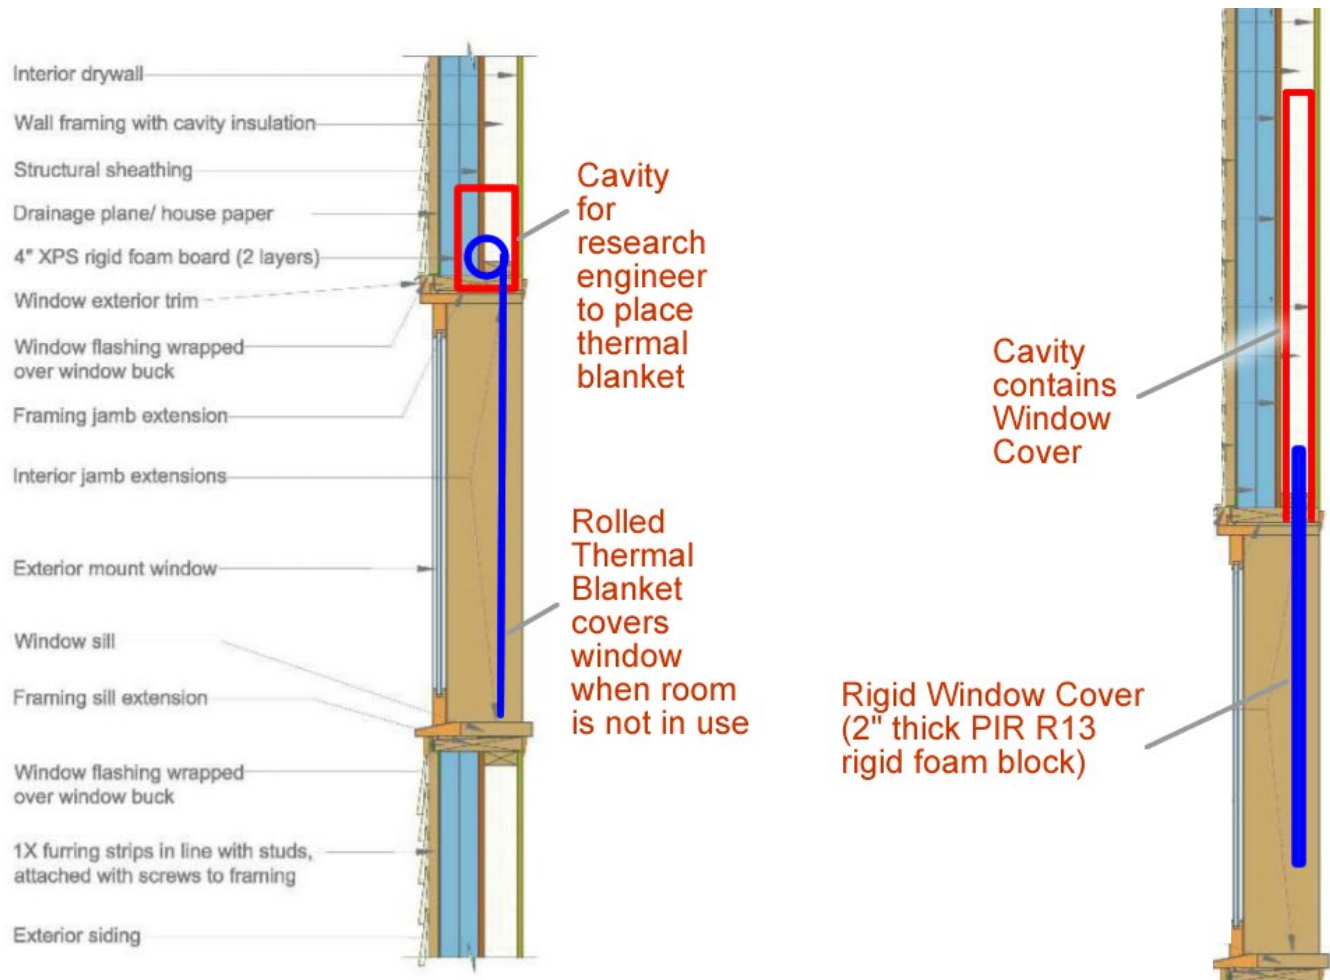 Interior drywall
Wall framing with cavity insulation
Structural sheathing
Drainage plane/ house paper
4" XPS rigid foam board (2 layers)
Window exterior trim
Window flashing wrapped
over window buck
Framing jamb extension
Interior jamb extensions
Exterior mount window
Window sill
Framing sill extension
Window flashing wrapped
over window buck
1X furring strips in line with studs,
attached with screws to framing
Exterior siding
Cavity
for
research
engineer
to place
thermal
blanket
Rolled
Thermal
Blanket
covers
window
when room
is not in use
Cavity
contains
Window
Cover
Rigid Window Cover
(2" thick PIR R13
rigid foam block)